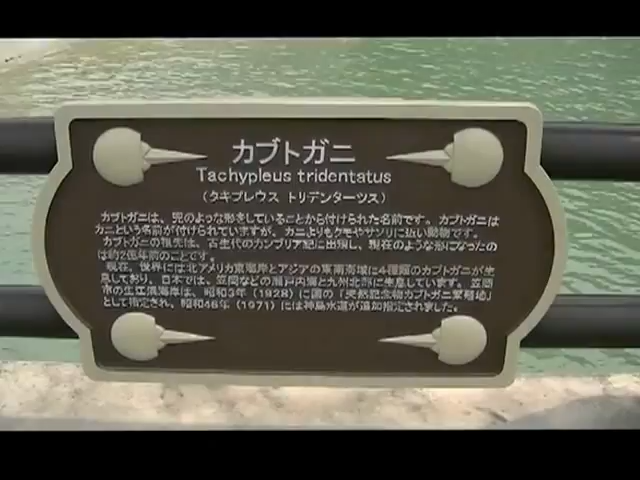 カブトガニ
Tachypleus tridentatus
（タキプレウス トリデンタータス）
カブトガニは、兜のような形をしていることから付けられた名前です。カブトガニは
カニという名前が付けられていますが、カニよりもクモやサソリに近い動物です。
カブトガニの祖先は、古生代のカンブリア紀に出現し、現在のような形になったの
は約2億年前のことです。
現在、世界には北アメリカ東海岸とアジアの東南海域に4種類のカブトガニが生
息しており、日本では、笠岡などの瀬戸内海と九州北部に生息しています。笠岡
市の生江浜海岸は、昭和3年（1928）に国の「天然記念物カブトガニ繁殖地」
として指定され、昭和46年（1971）には神島水道が追加指定されました。